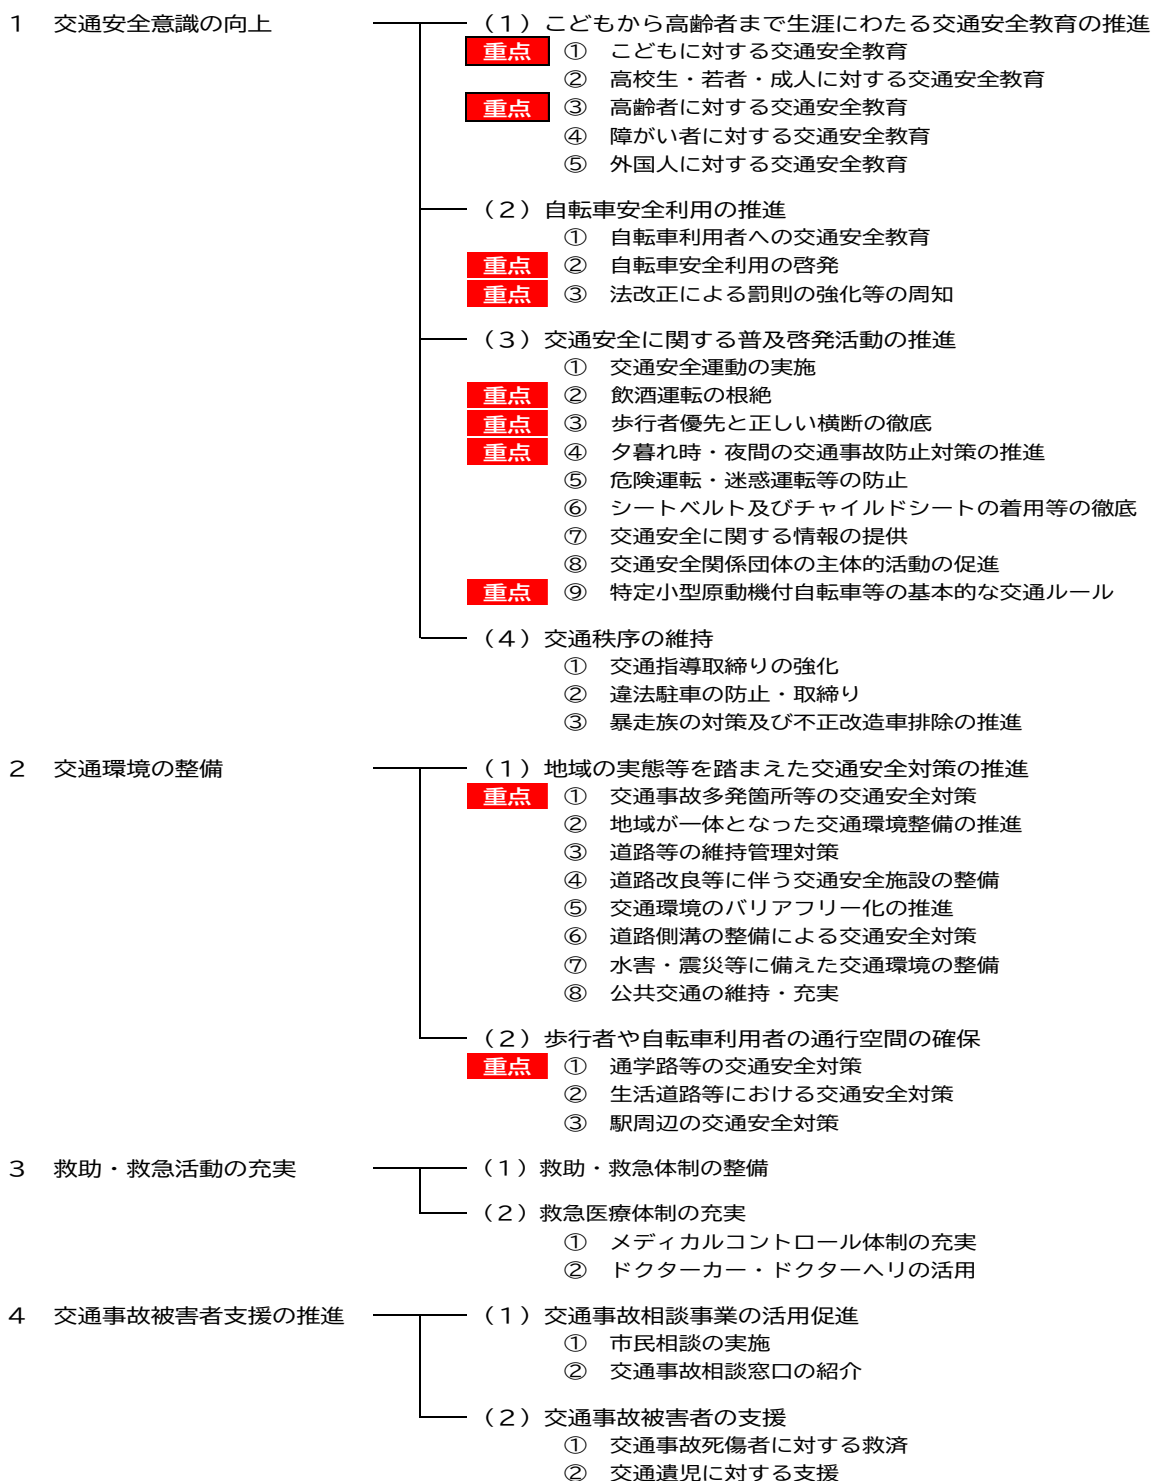 1　交通安全意識の向上　（１）こどもから高齢者まで生涯にわたる交通安全教育の推進
重点　①　こどもに対する交通安全教育
②　高校生・若者・成人に対する交通安全教育
重点　③　高齢者に対する交通安全教育
④　障がい者に対する交通安全教育
⑤　外国人に対する交通安全教育
（２）自転車安全利用の推進
①　自転車利用者への交通安全教育
重点　②　自転車安全利用の啓発
重点　③　法改正による罰則の強化等の周知
（３）交通安全に関する普及啓発活動の推進
①　交通安全運動の実施
重点　②　飲酒運転の根絶
重点　③　歩行者優先と正しい横断の徹底
重点　④　夕暮れ時・夜間の交通事故防止対策の推進
⑤　危険運転・迷惑運転等の防止
⑥　シートベルト及びチャイルドシートの着用等の徹底
⑦　交通安全に関する情報の提供
⑧　交通安全関係団体の主体的活動の促進
重点　⑨　特定小型原動機付自転車等の基本的な交通ルール
（４）交通秩序の維持
①　交通指導取締りの強化
②　違法駐車の防止・取締り
③　暴走族の対策及び不正改造車排除の推進
2　交通環境の整備　（１）地域の実態等を踏まえた交通安全対策の推進
重点　①　交通事故多発箇所等の交通安全対策
②　地域が一体となった交通環境整備の推進
③　道路等の維持管理対策
④　道路改良等に伴う交通安全施設の整備
⑤　交通環境のバリアフリー化の推進
⑥　道路側溝の整備による交通安全対策
⑦　水害・震災等に備えた交通環境の整備
⑧　公共交通の維持・充実
（２）歩行者や自転車利用者の通行空間の確保
重点　①　通学路等の交通安全対策
②　生活道路等における交通安全対策
③　駅周辺の交通安全対策
3　救助・救急活動の充実　（１）救助・救急体制の整備
（２）救急医療体制の充実
①　メディカルコントロール体制の充実
②　ドクターカー・ドクターヘリの活用
4　交通事故被害者支援の推進　（１）交通事故相談事業の活用促進
①　市民相談の実施
②　交通事故相談窓口の紹介
（２）交通事故被害者の支援
①　交通事故死傷者に対する救済
②　交通遺児に対する支援